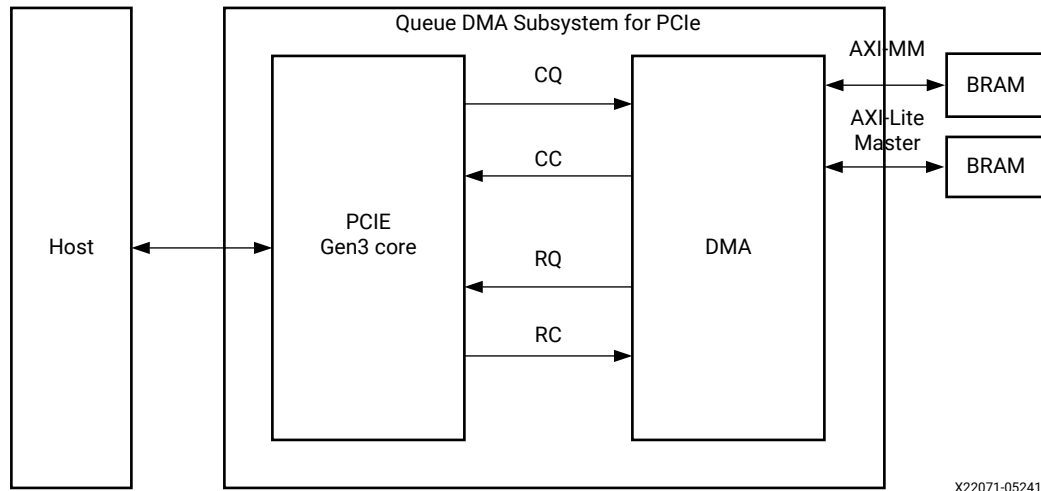 Queue DMA Subsystem for PCIe
AXI-MM
CQ
BRAM
AXI-Lite
Master
CC
BRAM
PCIE
Gen3 core
Host
DMA
RQ
RC
X22071-05241